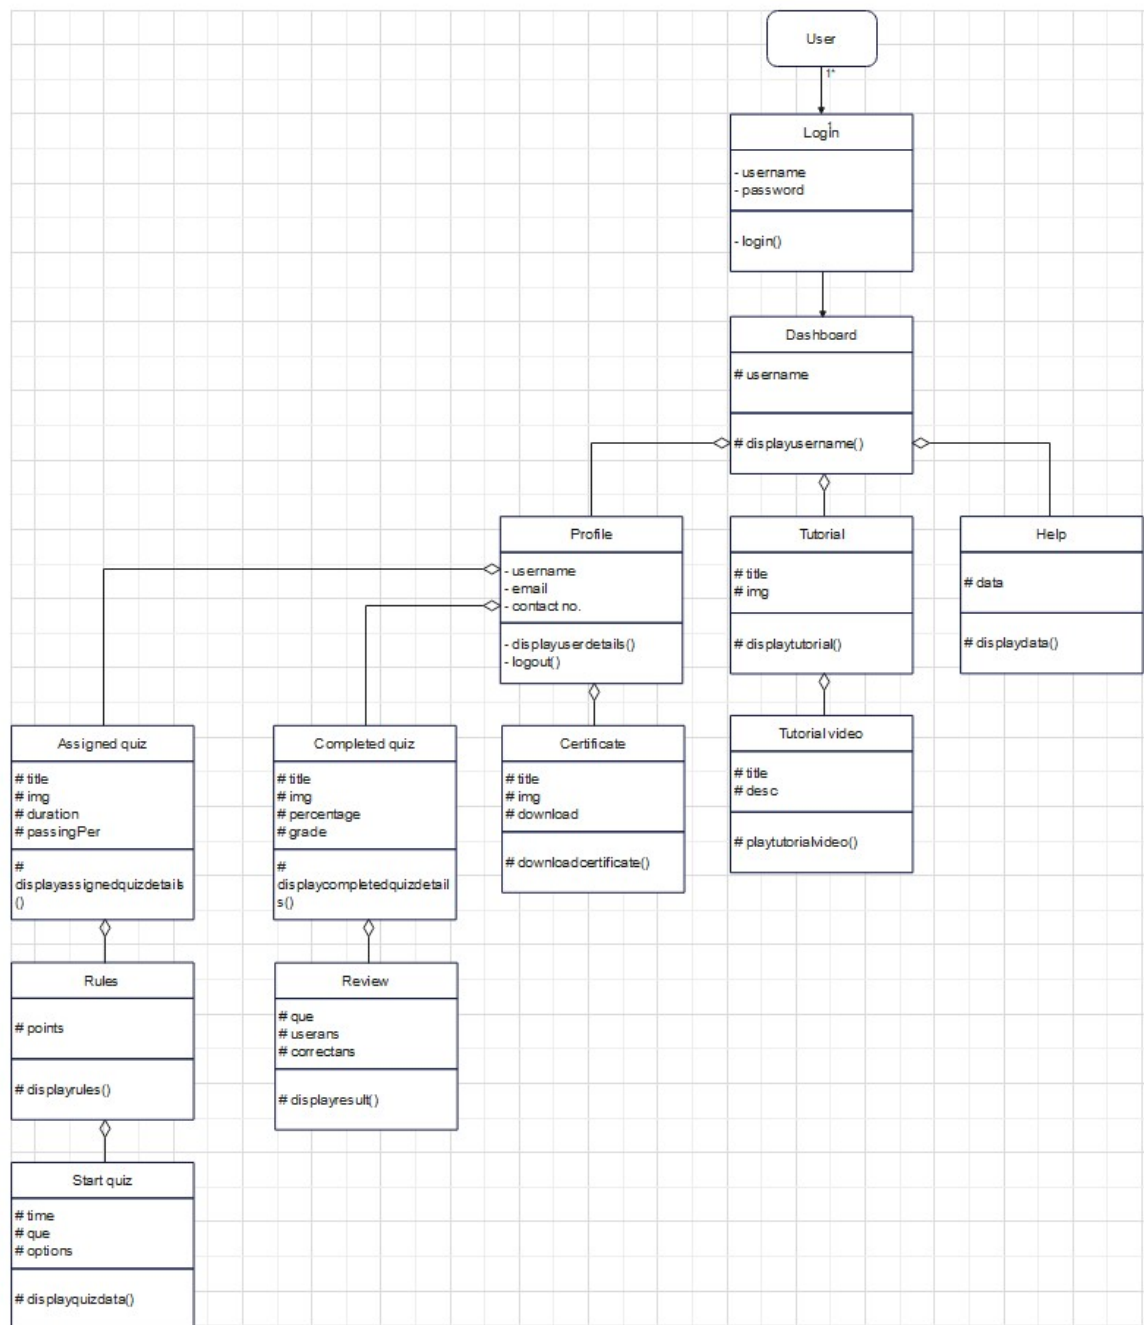 User
1*
1
Login
- username
- password
- login()
Dashboard
# username
# displayusername()
Profile
- username
- email
- contact no.
- displayuserdetails()
- logout()
Tutorial
# title
# img
# displaytutorial()
Help
# data
# displaydata()
Assigned quiz
# title
# img
# duration
# passingPer
#
displayassignedquizdetails
()
Completed quiz
# title
# img
# percentage
# grade
#
displaycompletedquizdetail
s()
Certificate
# title
# img
# download
# downloadcertificate()
Tutorial video
# title
# desc
# playtutorialvideo()
Rules
# points
# displayrules()
Review
# que
# userans
# correctans
# displayresult()
Start quiz
# time
# que
# options
# displayquizdata()